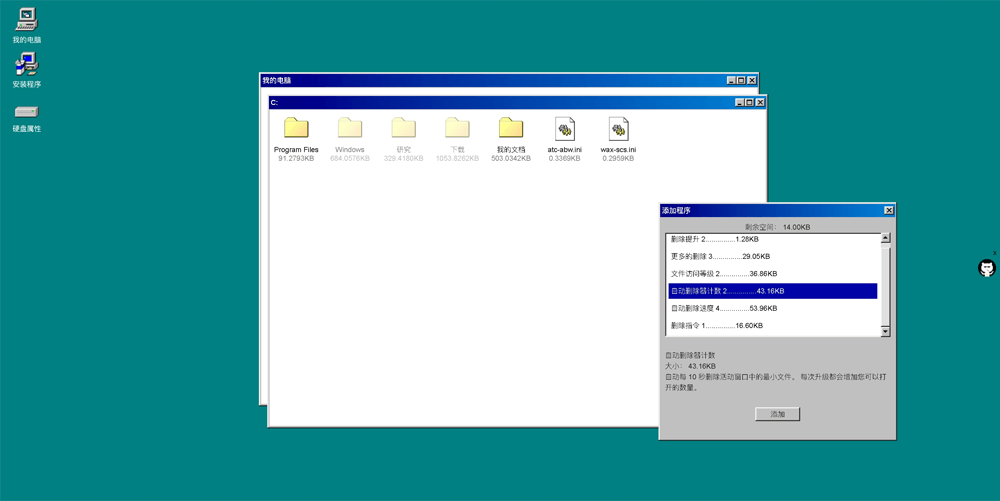 我的电脑
安装程序
硬盘属性
我的电脑
C:
Program Files
91.2793KB
Windows
684.0576KB
研究
329.4180KB
下载
1053.8262KB
我的文档
503.0342KB
atc-abw.ini
0.3369KB
wax-scs.ini
0.2959KB
添加程序
剩余空间： 14.00KB
删除提升 2...............1.28KB
更多的删除 3...............29.05KB
文件访问等级 2...............36.86KB
自动删除器计数 2...............43.16KB
自动删除速度 4...............53.96KB
删除指令 1...............16.60KB
自动删除器计数
大小： 43.16KB
自动每 10 秒删除活动窗口中的最小文件。 每次升级都会增加您可以打
开的数量。
添加
x